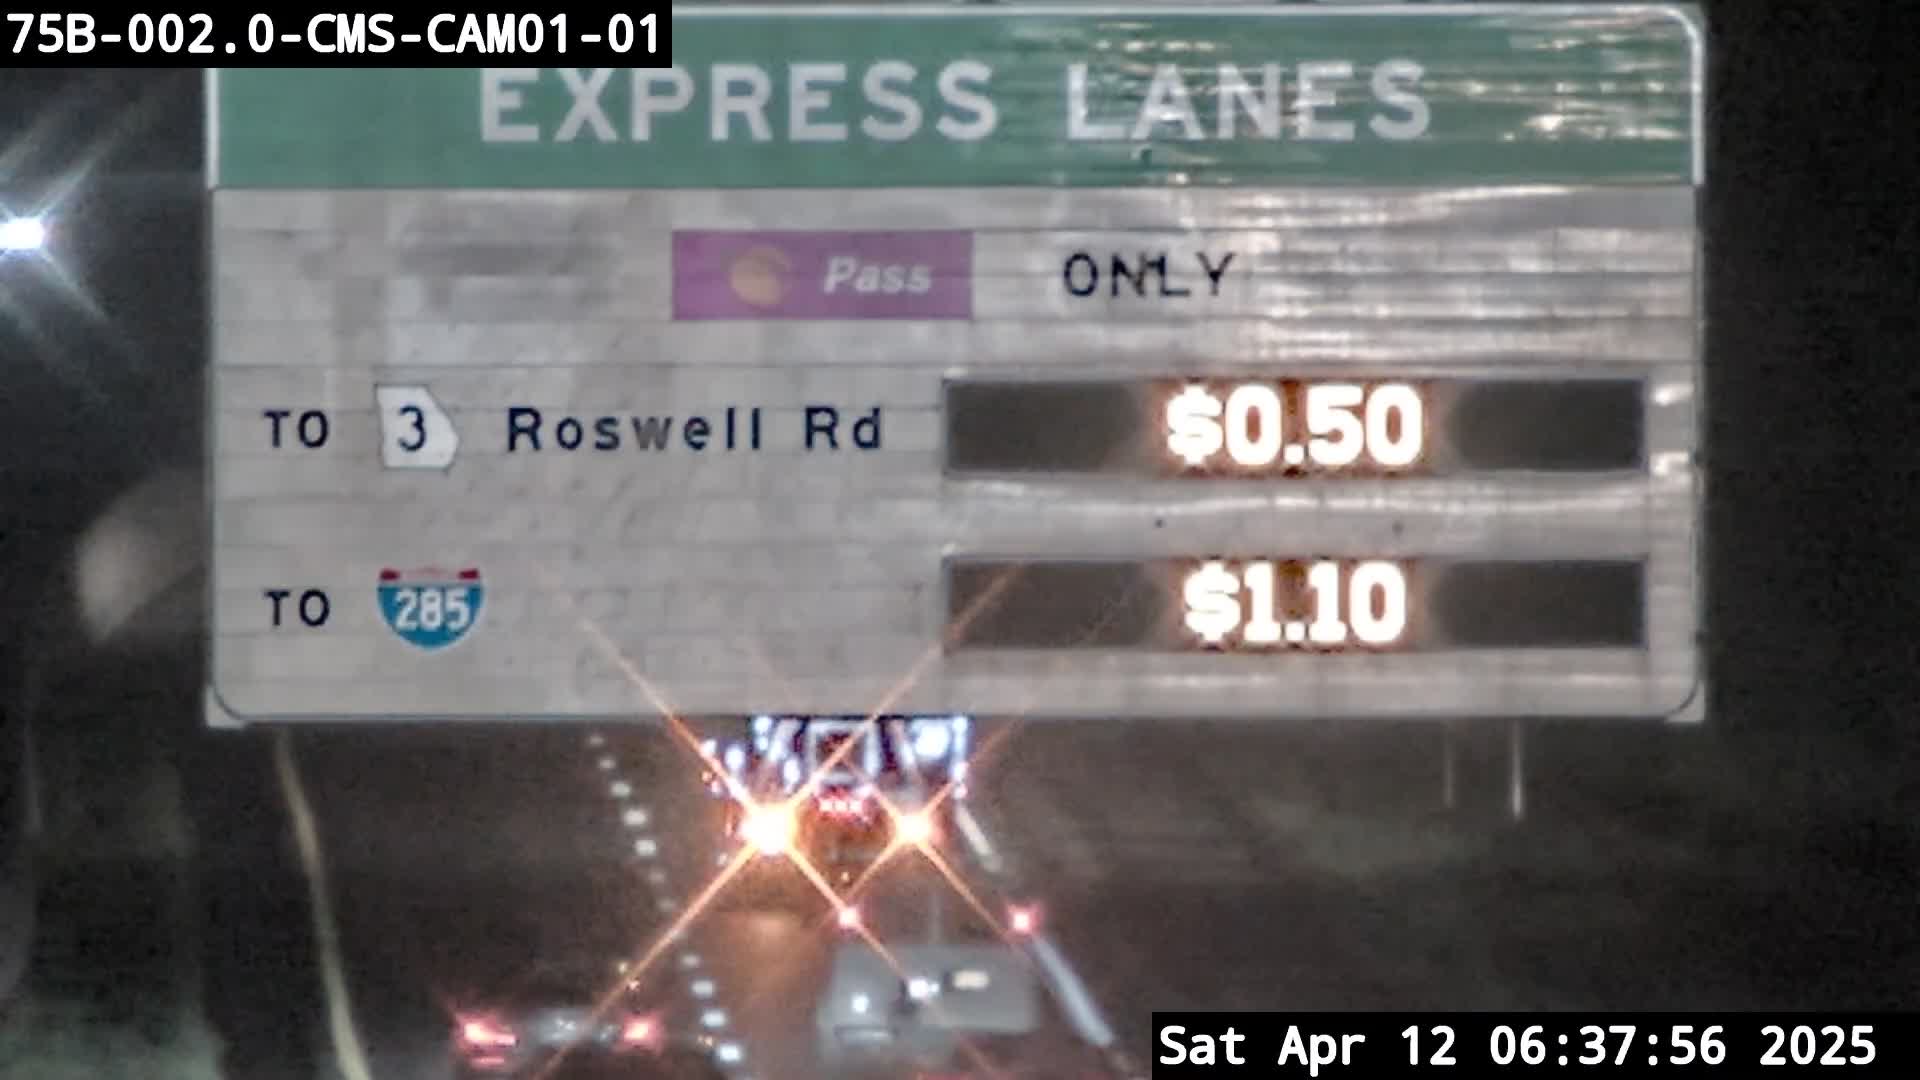 75B-002.0-CMS-CAM01-01
EXPRESS LANES
Pass ONLY
TO 3 Roswell Rd $0.50
TO 285 $1.10
Sat Apr 12 06:37:56 2025